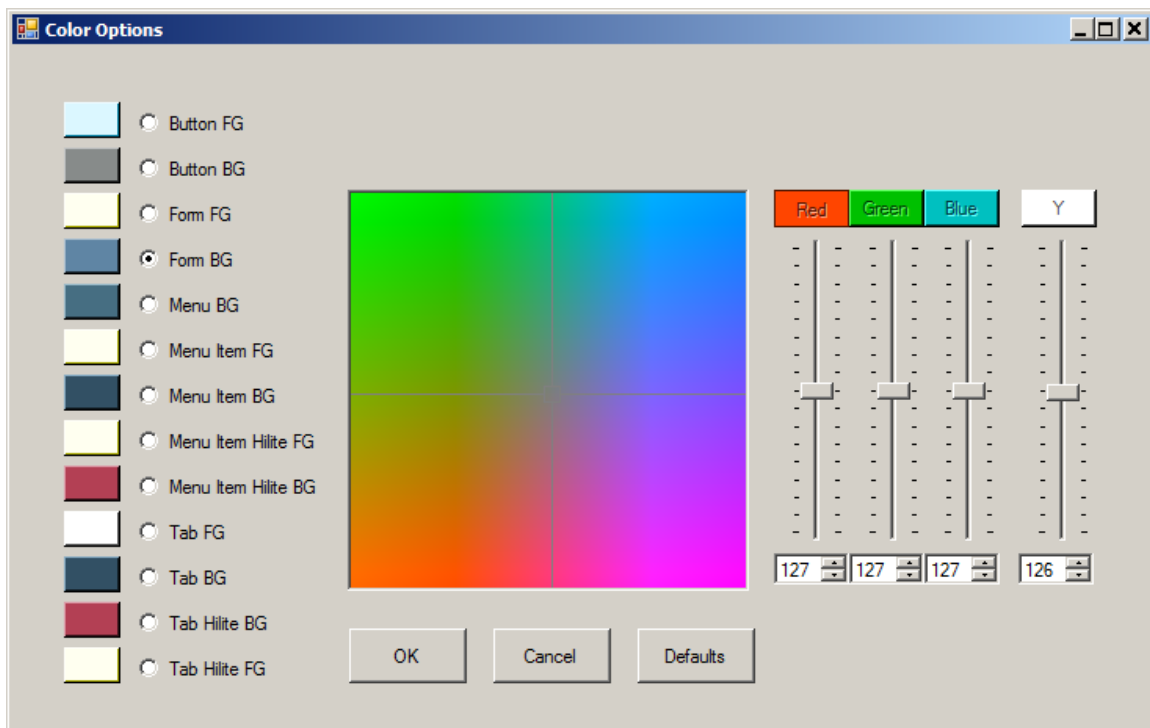 Color Options
Button FG
Button BG
Form FG
Form BG
Menu BG
Menu Item FG
Menu Item BG
Menu Item Hilite FG
Menu Item Hilite BG
Tab FG
Tab BG
Tab Hilite BG
Tab Hilite FG
Red Green Blue Y
127 127 127 126
OK Cancel Defaults